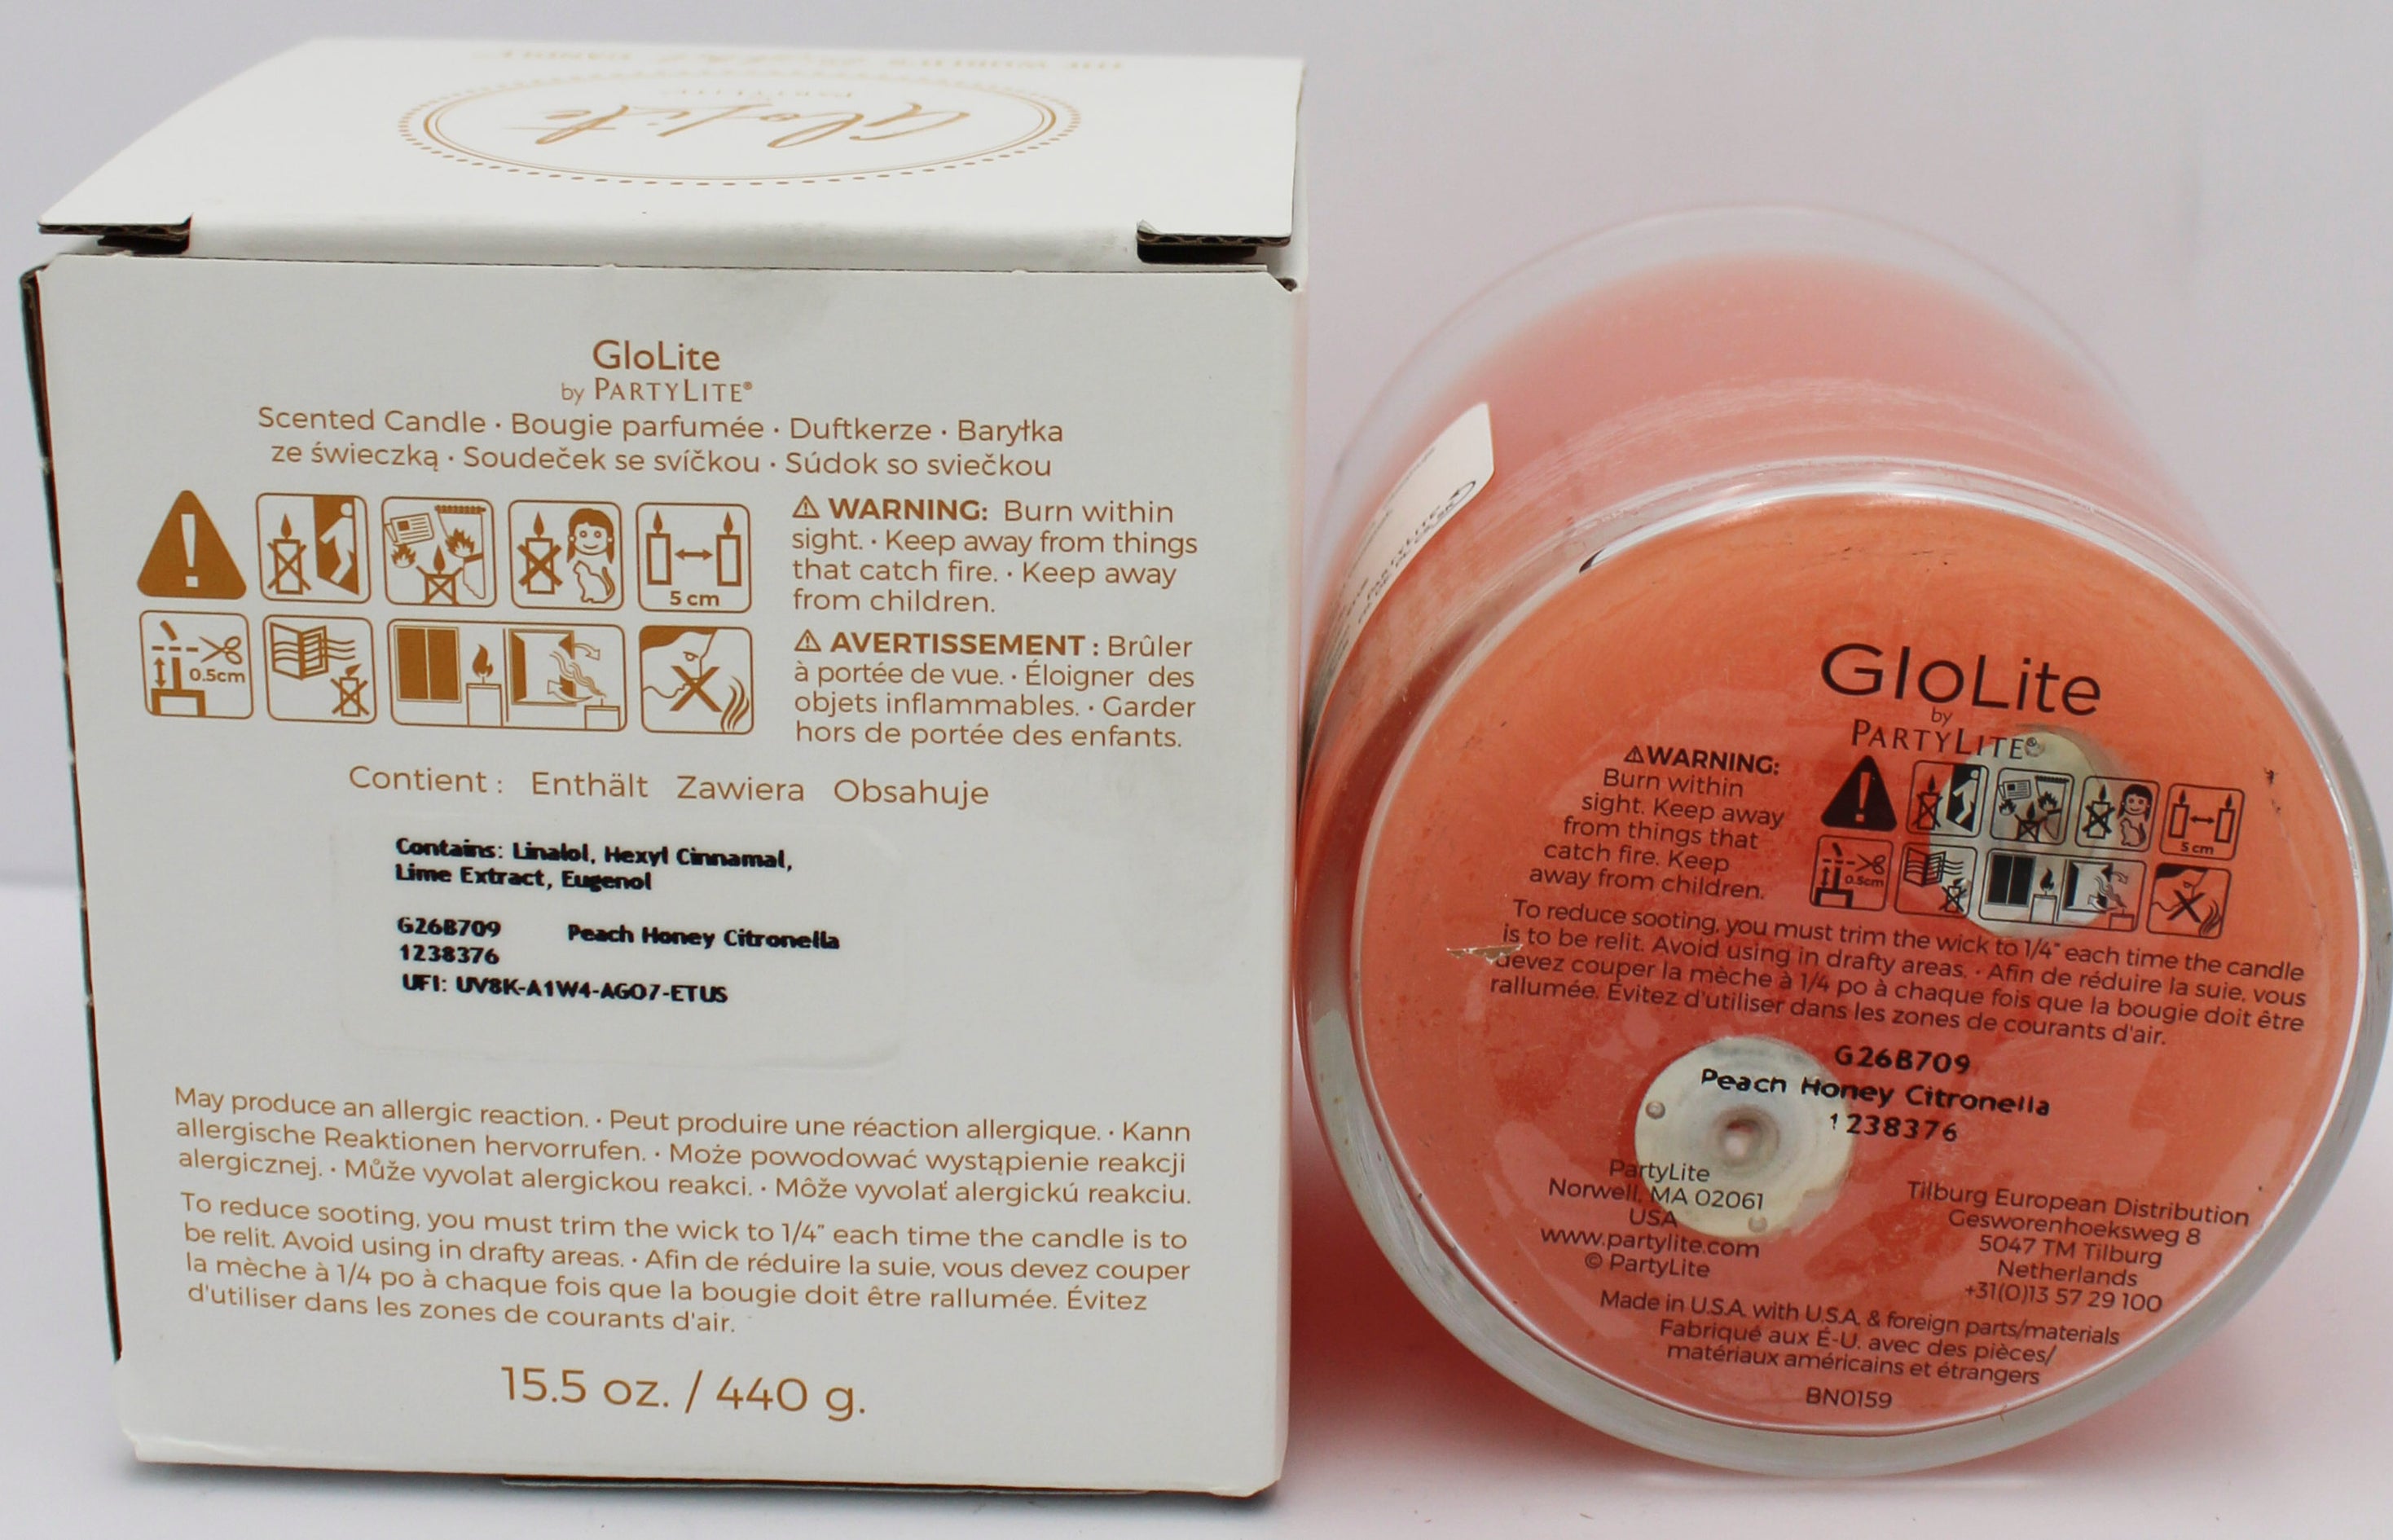 GloLite
GloLite
by PARTYLITE®
Scented Candle · Bougie parfumée · Duftkerze · Baryłka
ze świeczką · Soudeček se svíčkou · Súdok so sviečkou
5 cm
0.5cm
⚠ WARNING: Burn within
sight. · Keep away from things
that catch fire. · Keep away
from children.
⚠ AVERTISSEMENT : Brûler
à portée de vue. · Éloigner des
objets inflammables. · Garder
hors de portée des enfants.
Contient : Enthält Zawiera Obsahuje
Contains: Linalol, Hexyl Cinnamal,
Lime Extract, Eugenol
G26B709 Peach Honey Citronella
1238376
UFI: UV8K-A1W4-AG07-ETUS
May produce an allergic reaction. · Peut produire une réaction allergique. · Kann
allergische Reaktionen hervorrufen. · Może powodować wystąpienie reakcji
alergicznej. · Může vyvolat alergickou reakci. · Môže vyvolať alergickú reakciu.
To reduce sooting, you must trim the wick to 1/4" each time the candle is to
be relit. Avoid using in drafty areas. · Afin de réduire la suie, vous devez couper
la mèche à 1/4 po à chaque fois que la bougie doit être rallumée. Évitez
d'utiliser dans les zones de courants d'air.
15.5 oz. / 440 g.
GloLite
by
PARTYLITE®
⚠WARNING:
Burn within
sight. Keep away
from things that
catch fire. Keep
away from children.
5 cm
0.5cm
To reduce sooting, you must trim the wick to 1/4" each time the candle
is to be relit. Avoid using in drafty areas. · Afin de réduire la suie, vous
devez couper la mèche à 1/4 po à chaque fois que la bougie doit être
rallumée. Évitez d'utiliser dans les zones de courants d'air.
G26B709
Peach Honey Citronella
1238376
PartyLite
Norwell, MA 02061
USA
www.partylite.com
© PartyLite
Tilburg European Distribution
Gesworenhoeksweg 8
5047 TM Tilburg
Netherlands
+31(0)13 57 29 100
Made in U.S.A. with U.S.A. & foreign parts/materials
Fabriqué aux É-U. avec des pièces/
matériaux américains et étrangers
BN0159